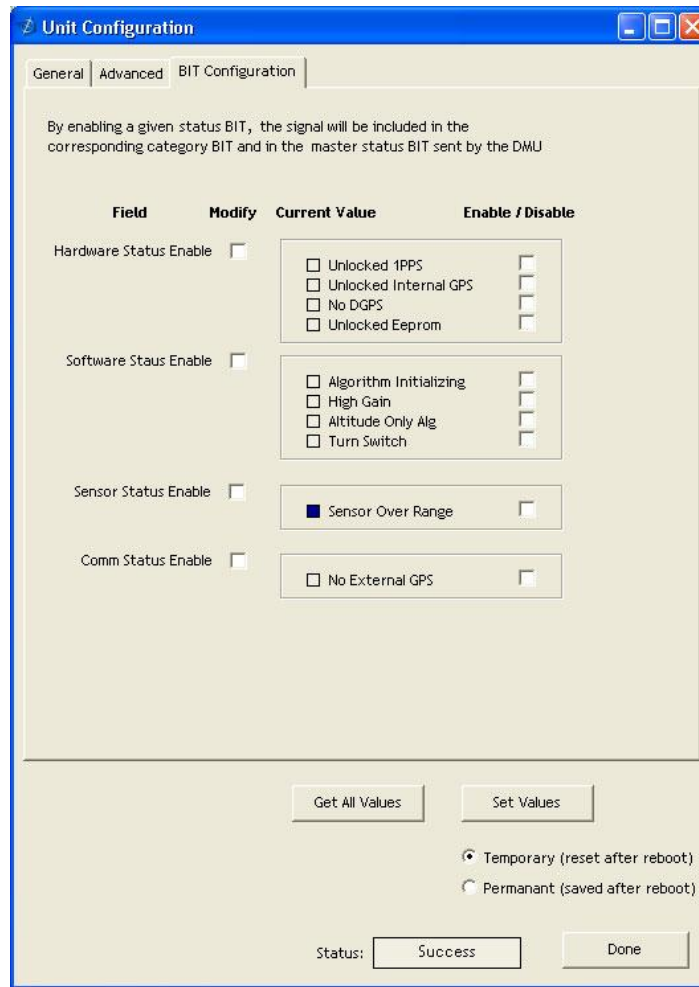 Unit Configuration
General Advanced BIT Configuration
By enabling a given status BIT, the signal will be included in the
corresponding category BIT and in the master status BIT sent by the DMU
Field Modify Current Value Enable / Disable
Hardware Status Enable
Unlocked 1PPS
Unlocked Internal GPS
No DGPS
Unlocked Eeprom
Software Staus Enable
Algorithm Initializing
High Gain
Altitude Only Alg
Turn Switch
Sensor Status Enable
Sensor Over Range
Comm Status Enable
No External GPS
Get All Values Set Values
Temporary (reset after reboot)
Permanant (saved after reboot)
Status: Success Done